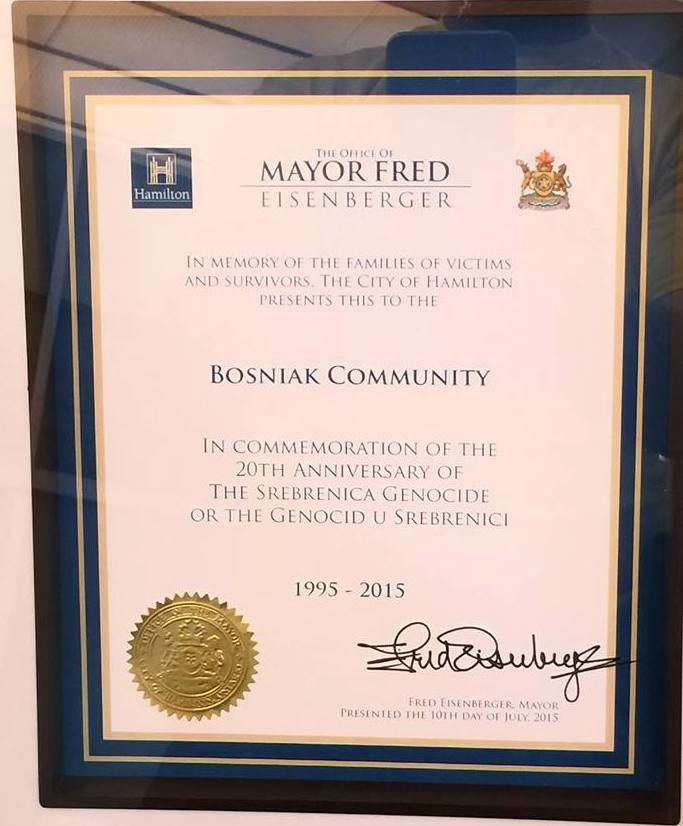 Hamilton
THE OFFICE OF
MAYOR FRED
EISENBERGER
IN MEMORY OF THE FAMILIES OF VICTIMS
AND SURVIVORS, THE CITY OF HAMILTON
PRESENTS THIS TO THE
BOSNIAK COMMUNITY
IN COMMEMORATION OF THE
20TH ANNIVERSARY OF
THE SREBRENICA GENOCIDE
OR THE GENOCID U SREBRENICI
1995 - 2015
Fred Eisenberger
FRED EISENBERGER, MAYOR
PRESENTED THE 10TH DAY OF JULY, 2015